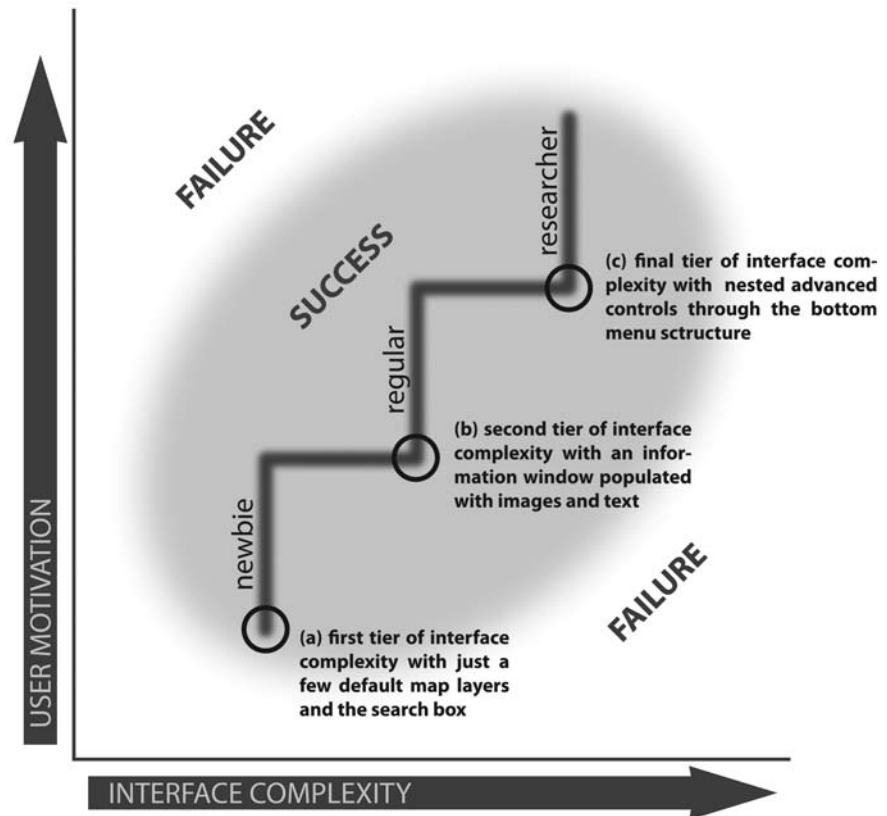 FAILURE
SUCCESS
researcher
(c) final tier of interface com-
plexity with nested advanced
controls through the bottom
menu sctructure
regular
(b) second tier of interface
complexity with an infor-
mation window populated
with images and text
newbie
FAILURE
(a) first tier of interface
complexity with just a
few default map layers
and the search box
USER MOTIVATION
INTERFACE COMPLEXITY